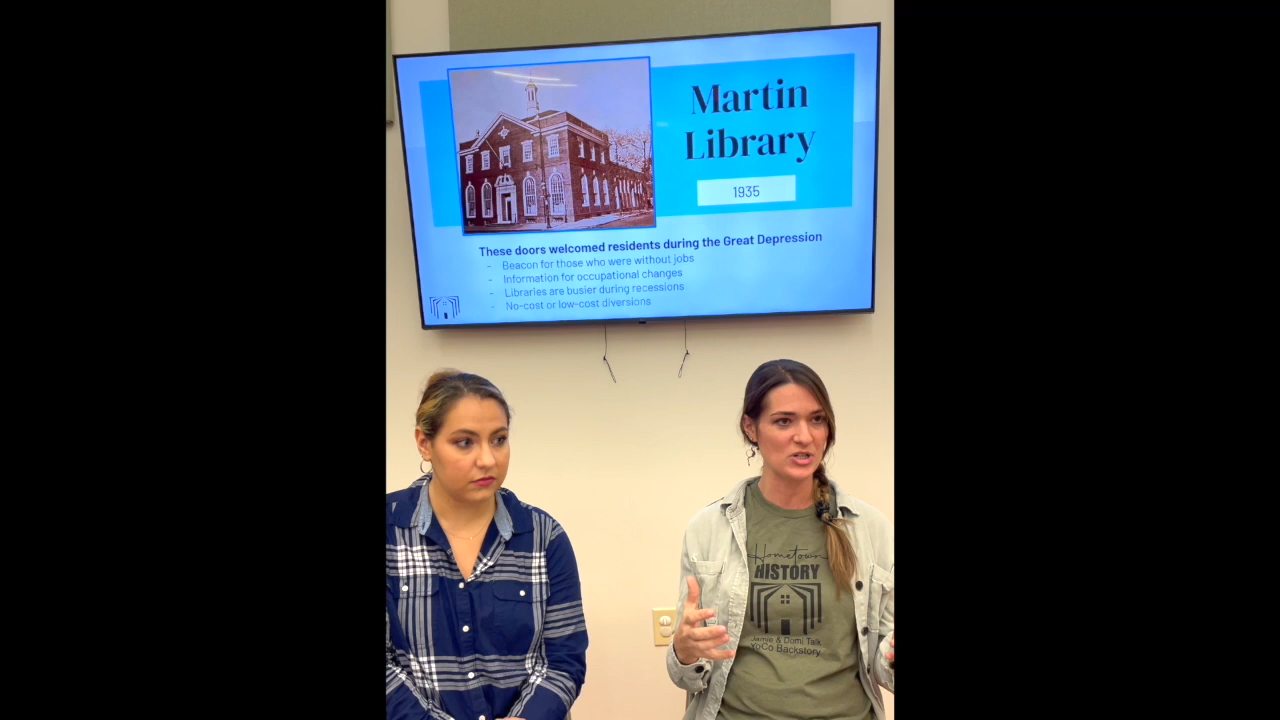 Martin
Library
1935
These doors welcomed residents during the Great Depression
- Beacon for those who were without jobs
- Information for occupational changes
- Libraries are busier during recessions
- No-cost or low-cost diversions
Hometown
HISTORY
Jamie & Domi Talk
YoCo Backstory